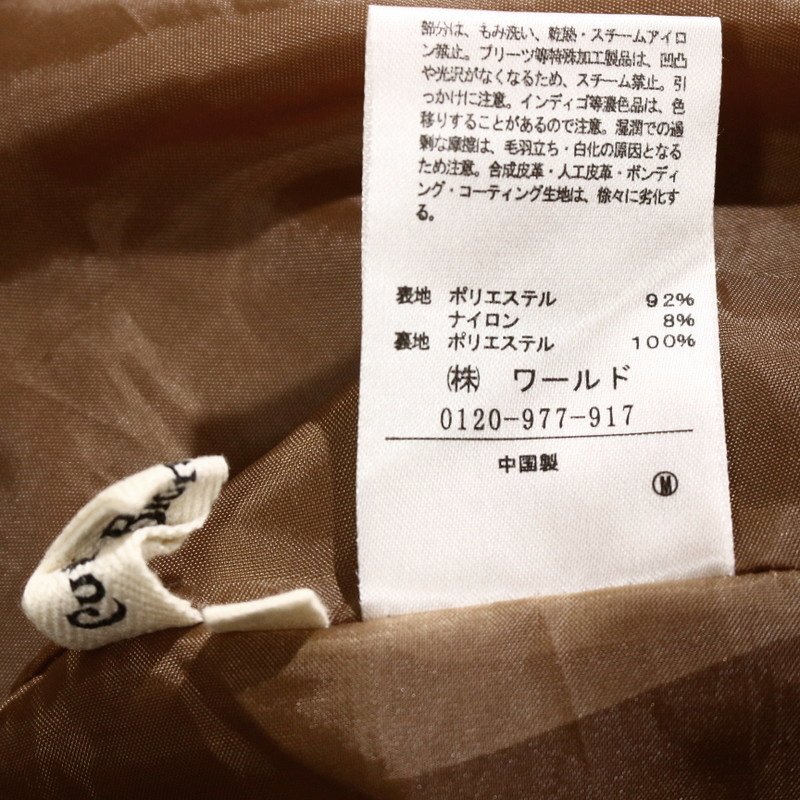 部分は、もみ洗い、乾熱・スチームアイロ
ン禁止。プリーツ等特殊加工製品は、凹凸
や光沢がなくなるため、スチーム禁止。引
っかけに注意。インディゴ等濃色品は、色
移りすることがあるので注意。湿潤での過
剰な摩擦は、毛羽立ち・白化の原因となる
ため注意。合成皮革・人工皮革・ボンディ
ング・コーティング生地は、徐々に劣化す
る。
表地 ポリエステル 92%
ナイロン 8%
裏地 ポリエステル 100%
㈱ ワールド
0120-977-917
中国製
Ⓜ